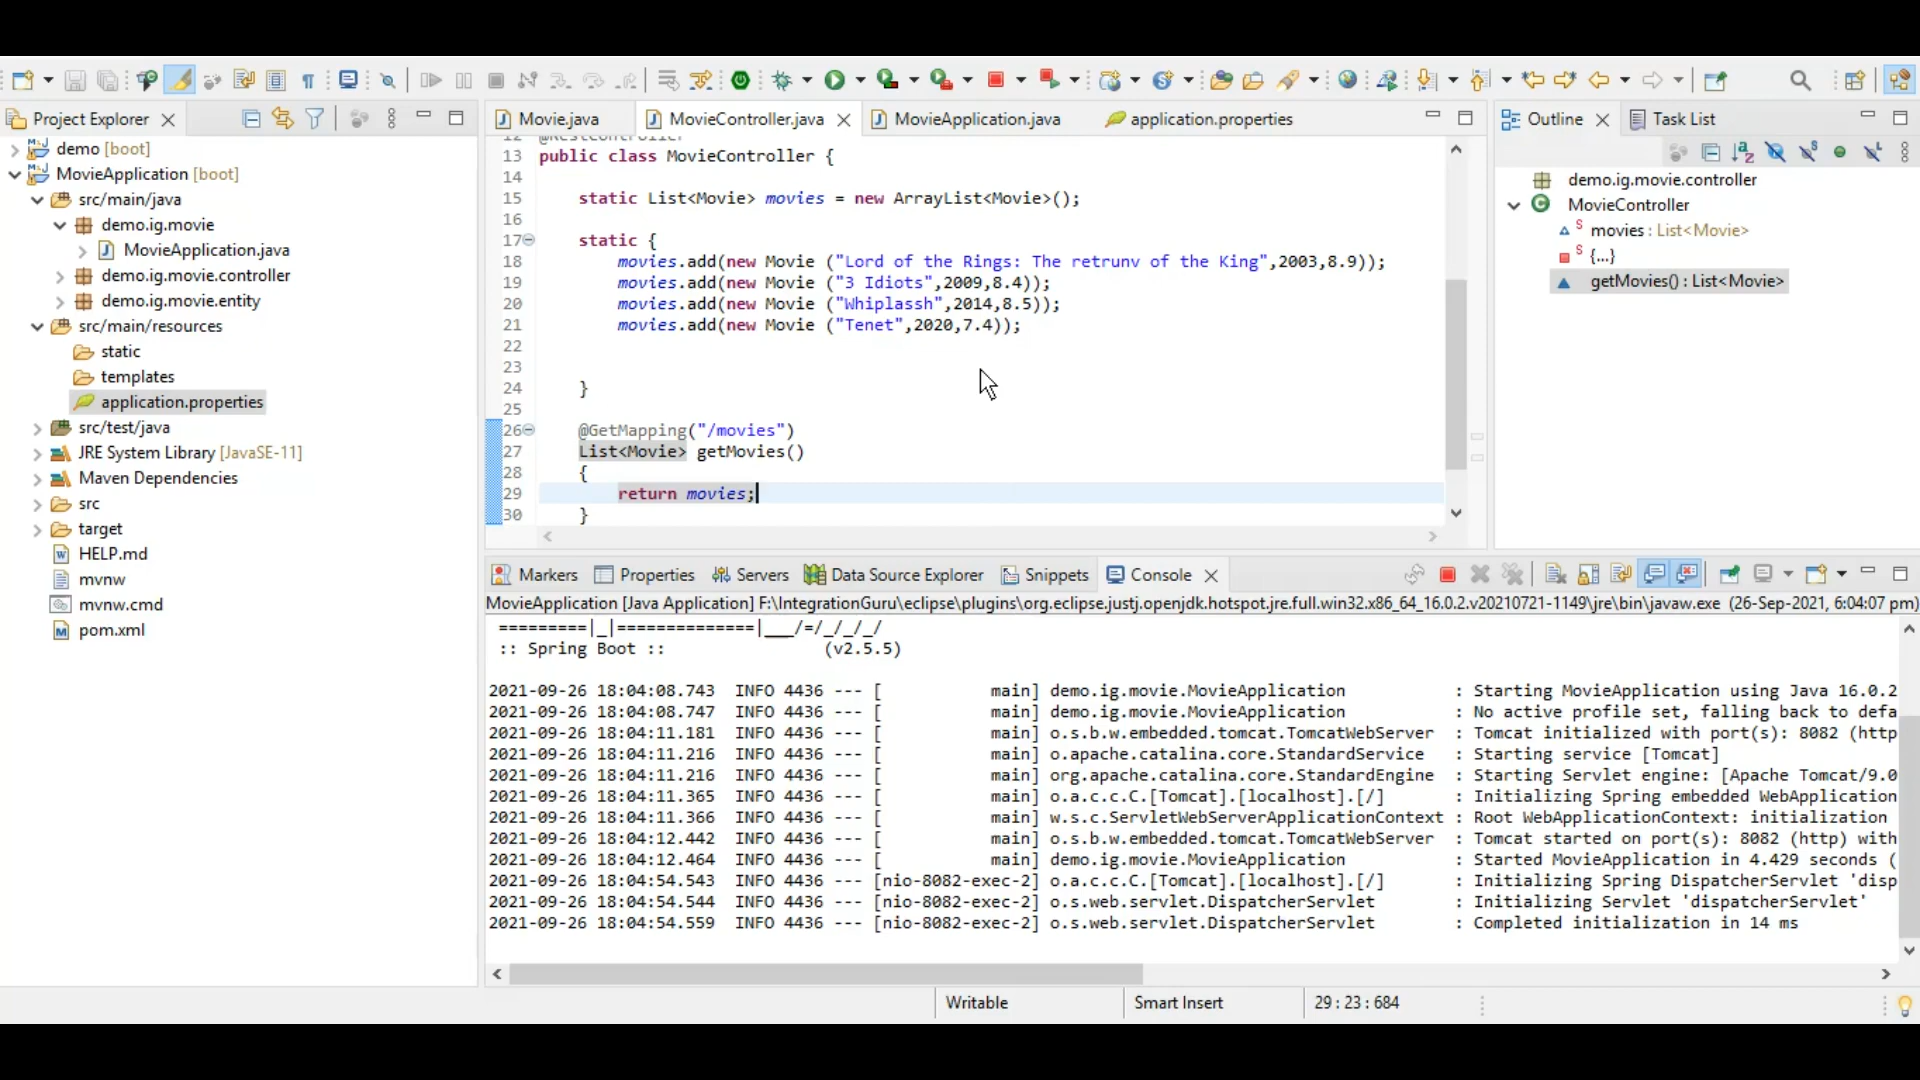 Project Explorer
demo [boot]
MovieApplication [boot]
src/main/java
demo.ig.movie
MovieApplication.java
demo.ig.movie.controller
demo.ig.movie.entity
src/main/resources
static
templates
application.properties
src/test/java
JRE System Library [JavaSE-11]
Maven Dependencies
src
target
HELP.md
mvnw
mvnw.cmd
pom.xml
Movie.java
MovieController.java
MovieApplication.java
application.properties
12 @RestController
13 public class MovieController {
14
15 static List<Movie> movies = new ArrayList<Movie>();
16
17 static {
18 movies.add(new Movie ("Lord of the Rings: The retrunv of the King",2003,8.9));
19 movies.add(new Movie ("3 Idiots",2009,8.4));
20 movies.add(new Movie ("Whiplassh",2014,8.5));
21 movies.add(new Movie ("Tenet",2020,7.4));
22
23
24 }
25
26 @GetMapping("/movies")
27 List<Movie> getMovies()
28 {
29 return movies;
30 }
Outline
Task List
demo.ig.movie.controller
MovieController
movies : List<Movie>
{...}
getMovies() : List<Movie>
Markers
Properties
Servers
Data Source Explorer
Snippets
Console
MovieApplication [Java Application] F:\IntegrationGuru\eclipse\plugins\org.eclipse.justj.openjdk.hotspot.jre.full.win32.x86_64_16.0.2.v20210721-1149\jre\bin\javaw.exe (26-Sep-2021, 6:04:07 pm)
=========|_|==============|___/=/_/_/_/
:: Spring Boot :: (v2.5.5)
2021-09-26 18:04:08.743 INFO 4436 --- [ main] demo.ig.movie.MovieApplication : Starting MovieApplication using Java 16.0.2
2021-09-26 18:04:08.747 INFO 4436 --- [ main] demo.ig.movie.MovieApplication : No active profile set, falling back to defa
2021-09-26 18:04:11.181 INFO 4436 --- [ main] o.s.b.w.embedded.tomcat.TomcatWebServer : Tomcat initialized with port(s): 8082 (http
2021-09-26 18:04:11.216 INFO 4436 --- [ main] o.apache.catalina.core.StandardService : Starting service [Tomcat]
2021-09-26 18:04:11.216 INFO 4436 --- [ main] org.apache.catalina.core.StandardEngine : Starting Servlet engine: [Apache Tomcat/9.0
2021-09-26 18:04:11.365 INFO 4436 --- [ main] o.a.c.c.C.[Tomcat].[localhost].[/] : Initializing Spring embedded WebApplication
2021-09-26 18:04:11.366 INFO 4436 --- [ main] w.s.c.ServletWebServerApplicationContext : Root WebApplicationContext: initialization
2021-09-26 18:04:12.442 INFO 4436 --- [ main] o.s.b.w.embedded.tomcat.TomcatWebServer : Tomcat started on port(s): 8082 (http) with
2021-09-26 18:04:12.464 INFO 4436 --- [ main] demo.ig.movie.MovieApplication : Started MovieApplication in 4.429 seconds (
2021-09-26 18:04:54.543 INFO 4436 --- [nio-8082-exec-2] o.a.c.c.C.[Tomcat].[localhost].[/] : Initializing Spring DispatcherServlet 'disp
2021-09-26 18:04:54.544 INFO 4436 --- [nio-8082-exec-2] o.s.web.servlet.DispatcherServlet : Initializing Servlet 'dispatcherServlet'
2021-09-26 18:04:54.559 INFO 4436 --- [nio-8082-exec-2] o.s.web.servlet.DispatcherServlet : Completed initialization in 14 ms
Writable
Smart Insert
29 : 23 : 684